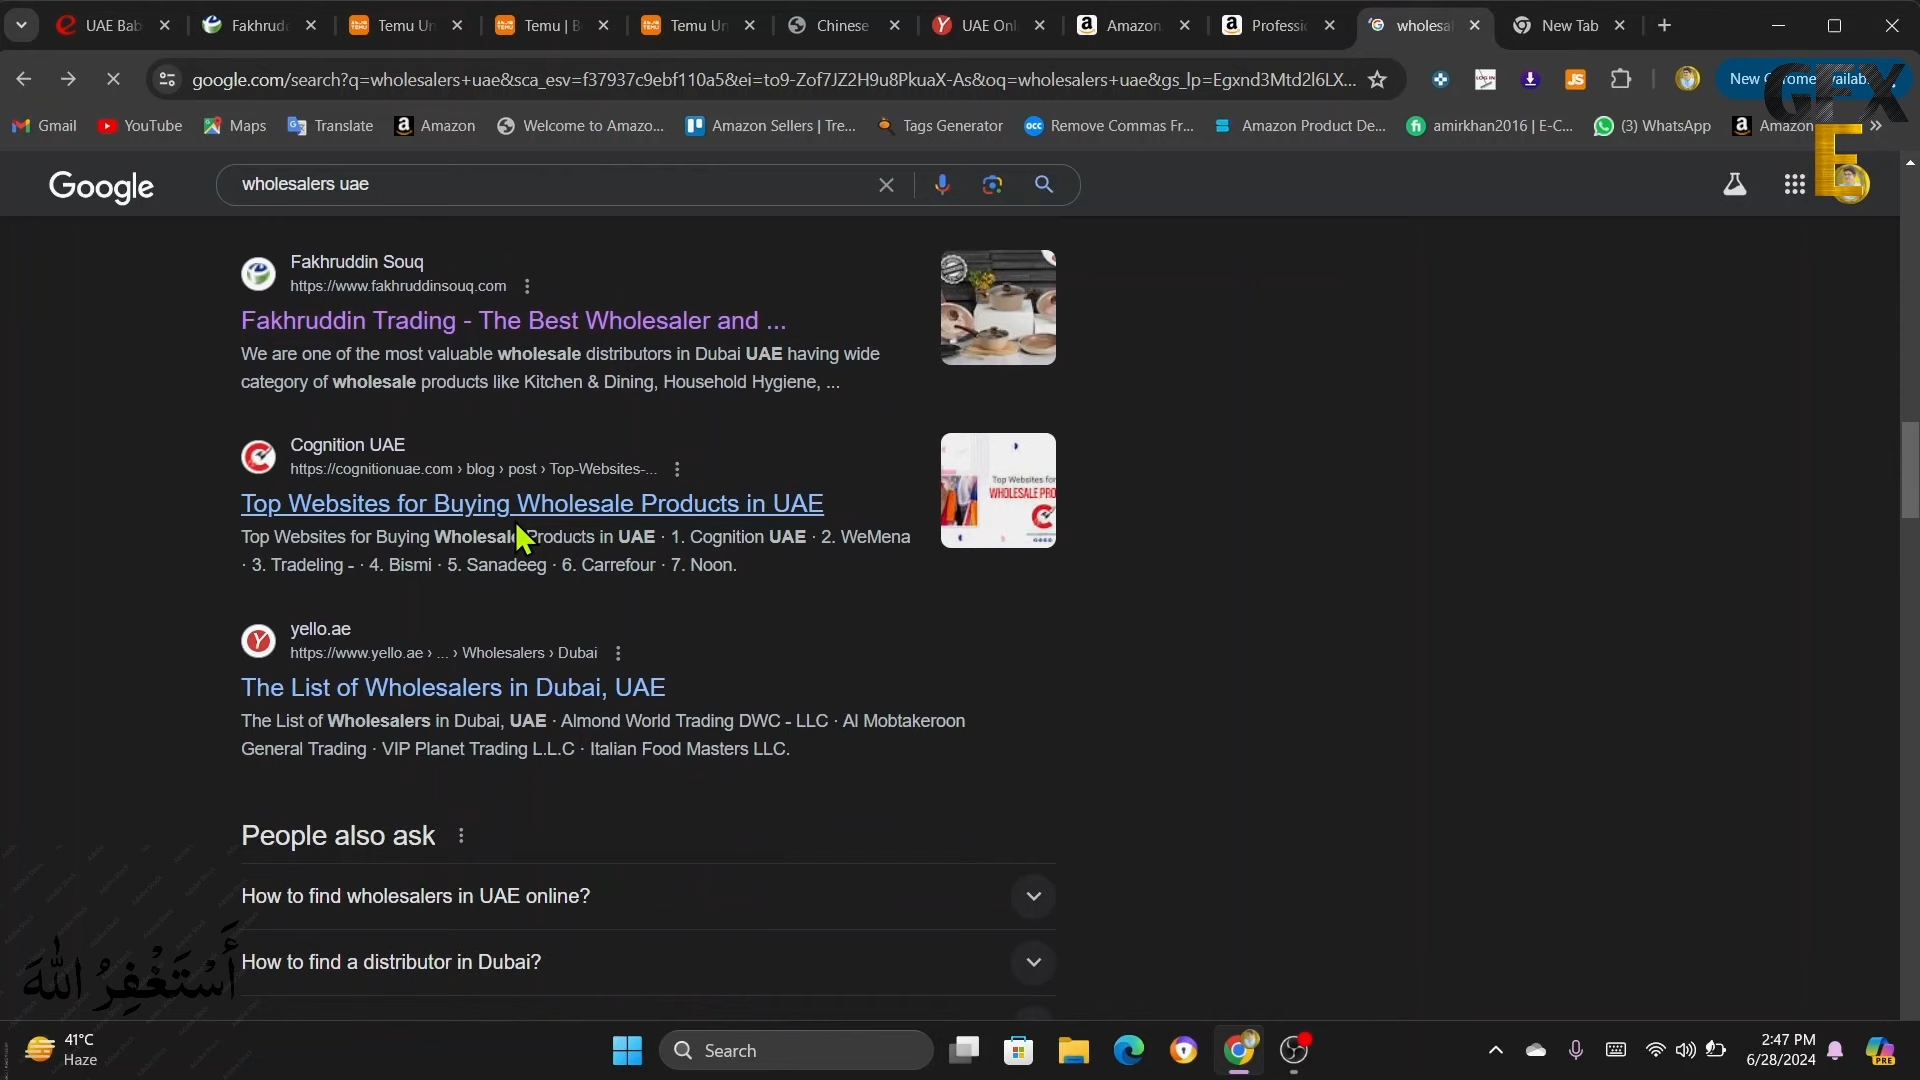 UAE Bab
Fakhrud
Temu Un
Temu | B
Temu Un
Chinese
UAE Onl
Amazon
Professio
wholesal
New Tab
google.com/search?q=wholesalers+uae&sca_esv=f37937c9ebf110a5&ei=to9-Zof7JZ2H9u8PkuaX-As&oq=wholesalers+uae&gs_lp=Egxnd3Mtd2l6LX...
GFX
E
Gmail
YouTube
Maps
Translate
Amazon
Welcome to Amazo...
Amazon Sellers | Tre...
Tags Generator
Remove Commas Fr...
Amazon Product De...
amirkhan2016 | E-C...
(3) WhatsApp
Amazon
Google
wholesalers uae
Fakhruddin Souq
https://www.fakhruddinsouq.com
Fakhruddin Trading - The Best Wholesaler and ...
We are one of the most valuable wholesale distributors in Dubai UAE having wide
category of wholesale products like Kitchen & Dining, Household Hygiene, ...
Cognition UAE
https://cognitionuae.com › blog › post › Top-Websites-...
Top Websites for Buying Wholesale Products in UAE
Top Websites for Buying Wholesale Products in UAE · 1. Cognition UAE · 2. WeMena
· 3. Tradeling - · 4. Bismi · 5. Sanadeeg · 6. Carrefour · 7. Noon.
Top Websites for
WHOLESALE PRO
yello.ae
https://www.yello.ae › ... › Wholesalers › Dubai
The List of Wholesalers in Dubai, UAE
The List of Wholesalers in Dubai, UAE · Almond World Trading DWC - LLC · Al Mobtakeroon
General Trading · VIP Planet Trading L.L.C · Italian Food Masters LLC.
People also ask
How to find wholesalers in UAE online?
How to find a distributor in Dubai?
أَسْتَغْفِرُ اللهَ
41°C
Haze
Search
2:47 PM
6/28/2024